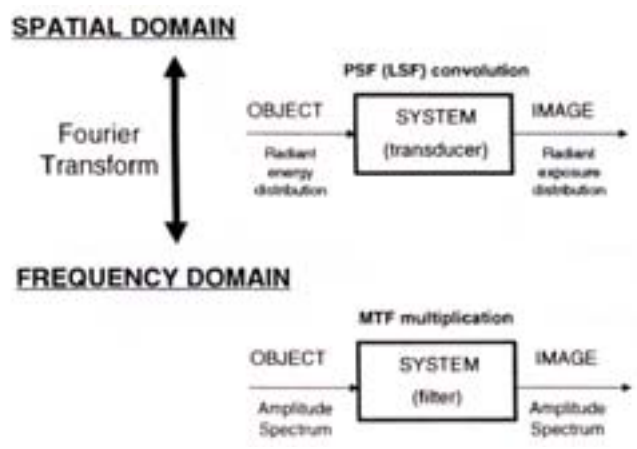 SPATIAL DOMAIN
Fourier
Transform
PSF (LSF) convolution
OBJECT
Radiant
energy
distribution
SYSTEM
(transducer)
IMAGE
Radiant
exposure
distribution
FREQUENCY DOMAIN
MTF multiplication
OBJECT
Amplitude
Spectrum
SYSTEM
(filter)
IMAGE
Amplitude
Spectrum